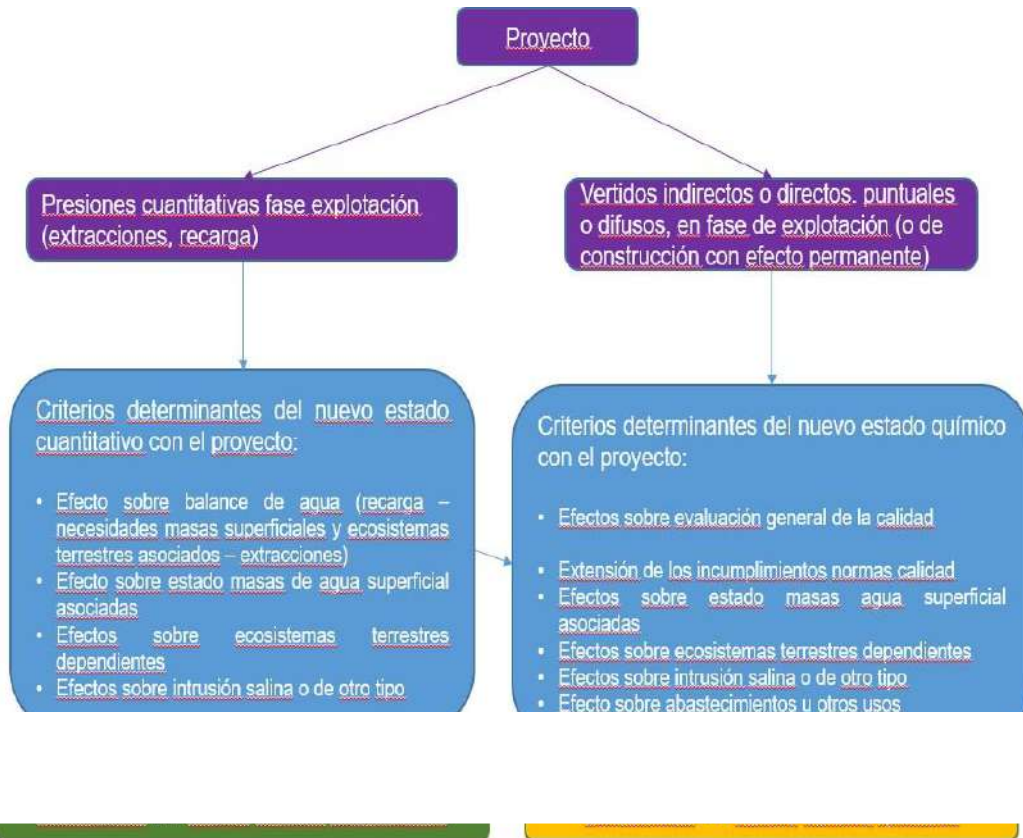 Proyecto
Presiones cuantitativas fase explotación
(extracciones, recarga)
Vertidos indirectos o directos. puntuales
o difusos, en fase de explotación (o de
construcción con efecto permanente)
Criterios determinantes del nuevo estado
cuantitativo con el proyecto:
• Efecto sobre balance de agua (recarga –
necesidades masas superficiales y ecosistemas
terrestres asociados – extracciones)
• Efecto sobre estado masas de agua superficial
asociadas
• Efectos sobre ecosistemas terrestres
dependientes
• Efectos sobre intrusión salina o de otro tipo
Criterios determinantes del nuevo estado químico
con el proyecto:
• Efectos sobre evaluación general de la calidad
• Extensión de los incumplimientos normas calidad
• Efectos sobre estado masas agua superficial
asociadas
• Efectos sobre ecosistemas terrestres dependientes
• Efectos sobre intrusión salina o de otro tipo
• Efecto sobre abastecimientos u otros usos